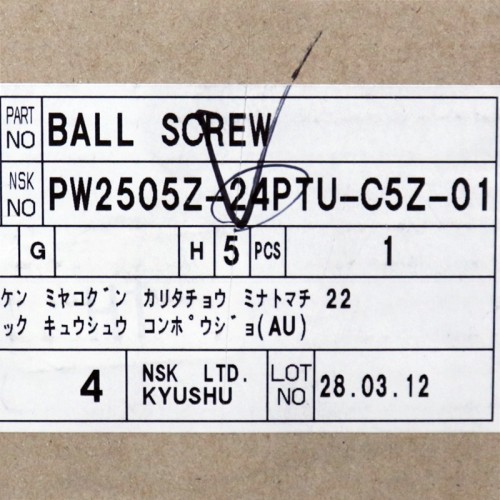 PART NO BALL SCREW
NSK NO PW2505Z-24PTU-C5Z-01
G H 5 PCS 1
ケン ミヤコグン カリタチョウ ミナトマチ 22
ック キュウシュウ コンポウジョ(AU)
4 NSK LTD. KYUSHU LOT NO 28.03.12